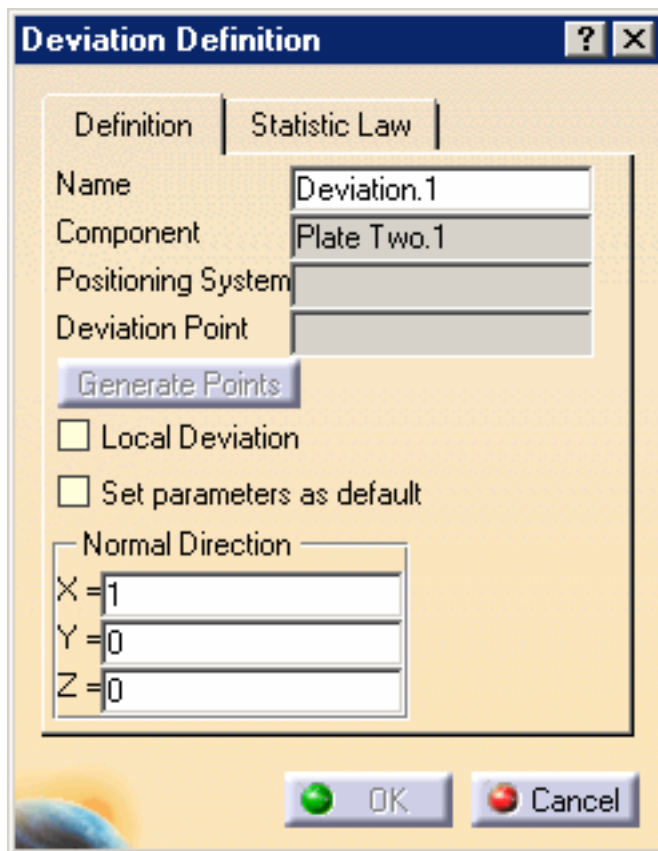 Deviation Definition ? X
Definition Statistic Law
Name Deviation.1
Component Plate Two.1
Positioning System
Deviation Point
Generate Points
Local Deviation
Set parameters as default
Normal Direction
X = 1
Y = 0
Z = 0
OK Cancel